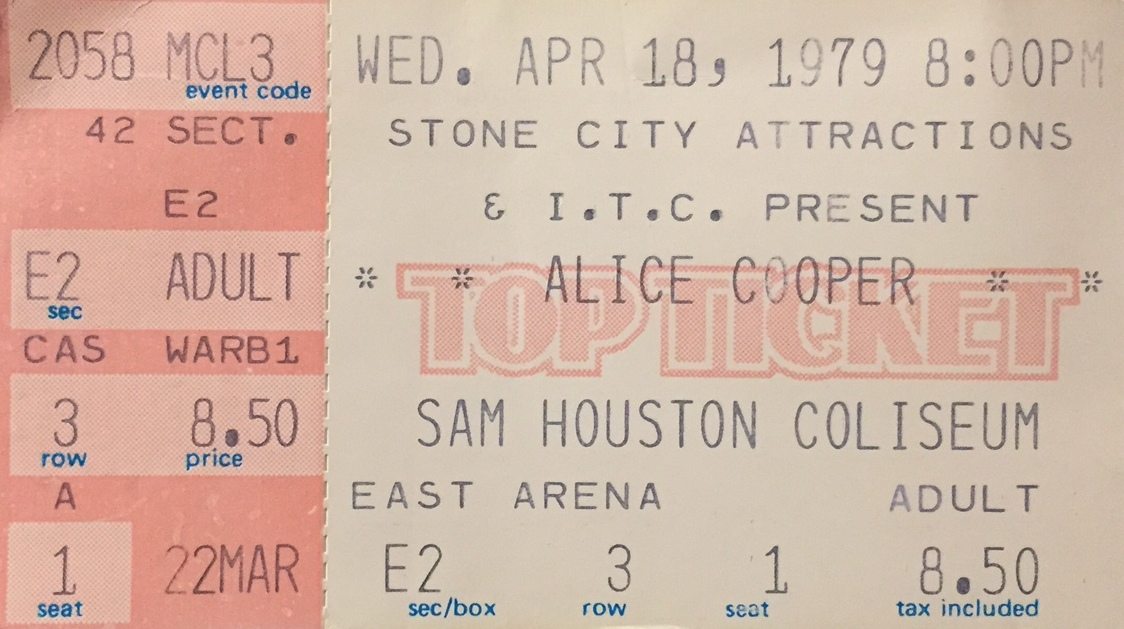 2058 MCL3
event code
42 SECT.
E2
E2 ADULT
sec
CAS WARB1
3 8.50
row price
A
1 22MAR
seat
WED. APR 18, 1979 8:00PM
STONE CITY ATTRACTIONS
& I.T.C. PRESENT
* * ALICE COOPER * *
TOP TICKET
SAM HOUSTON COLISEUM
EAST ARENA ADULT
E2 3 1 8.50
sec/box row seat tax included